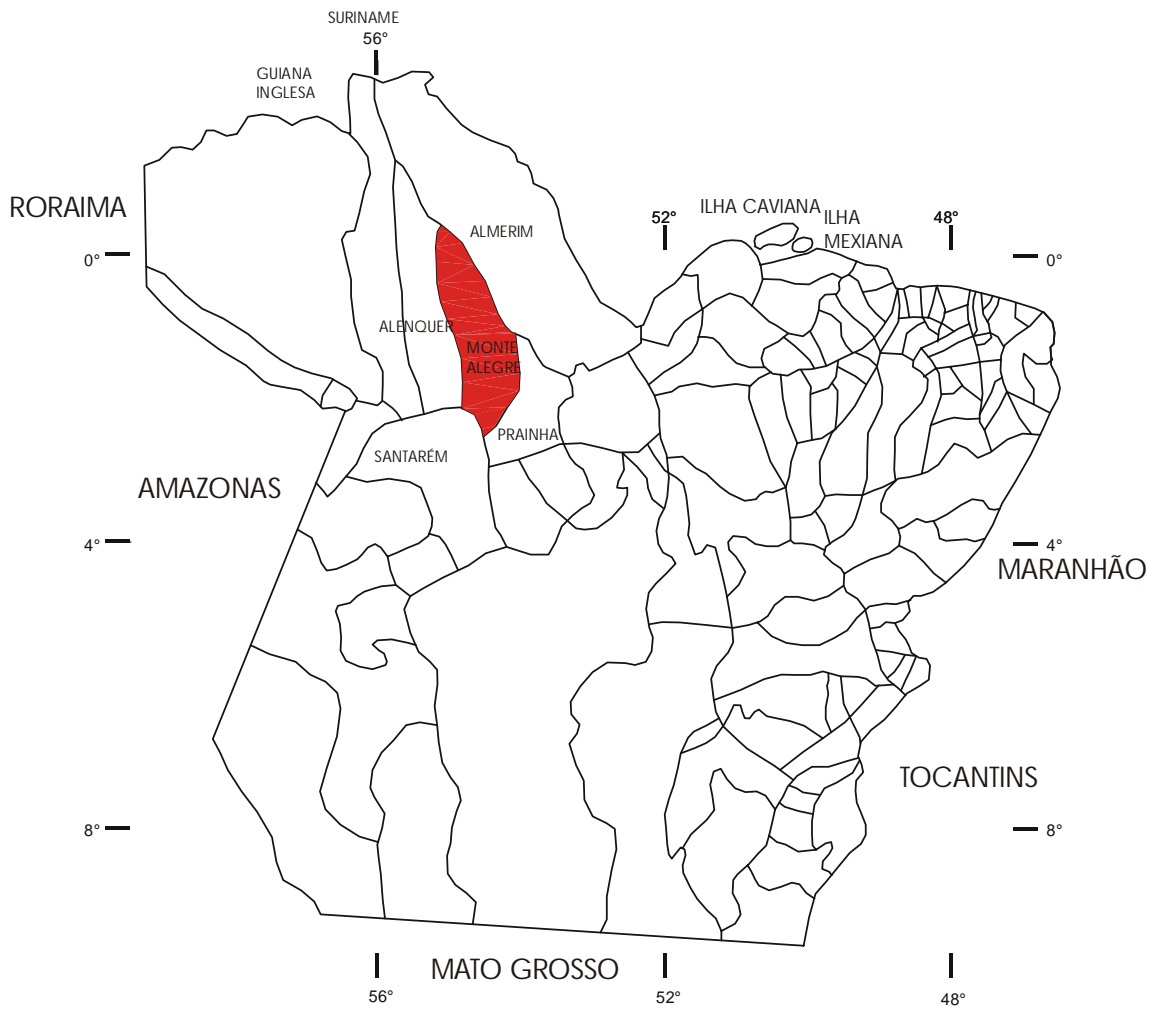 SURINAME
56°
GUIANA
INGLESA
RORAIMA
52°
ILHA CAVIANA
ILHA
MEXIANA
48°
ALMERIM
0°
0°
ALENQUER
MONTE
ALEGRE
PRAINHA
SANTARÉM
AMAZONAS
4°
4°
MARANHÃO
TOCANTINS
8°
8°
MATO GROSSO
56°
52°
48°